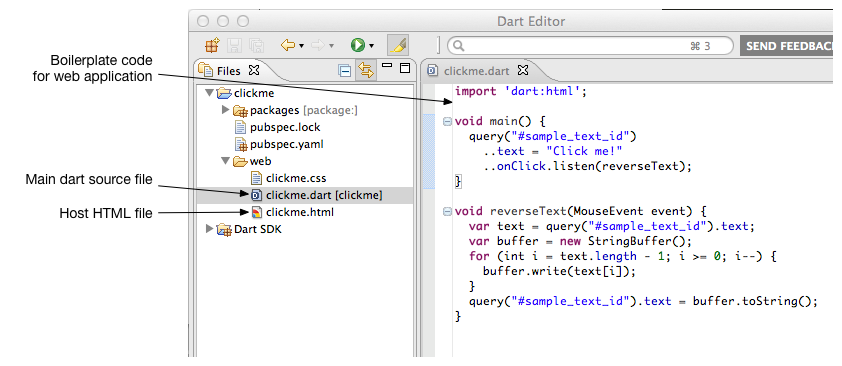 Dart Editor
Boilerplate code
for web application
⌘ 3
SEND FEEDBACK
Files
clickme.dart
clickme
packages [package:]
pubspec.lock
pubspec.yaml
web
clickme.css
Main dart source file
clickme.dart [clickme]
Host HTML file
clickme.html
Dart SDK
import 'dart:html';
void main() {
query("#sample_text_id")
..text = "Click me!"
..onClick.listen(reverseText);
}
void reverseText(MouseEvent event) {
var text = query("#sample_text_id").text;
var buffer = new StringBuffer();
for (int i = text.length - 1; i >= 0; i--) {
buffer.write(text[i]);
}
query("#sample_text_id").text = buffer.toString();
}